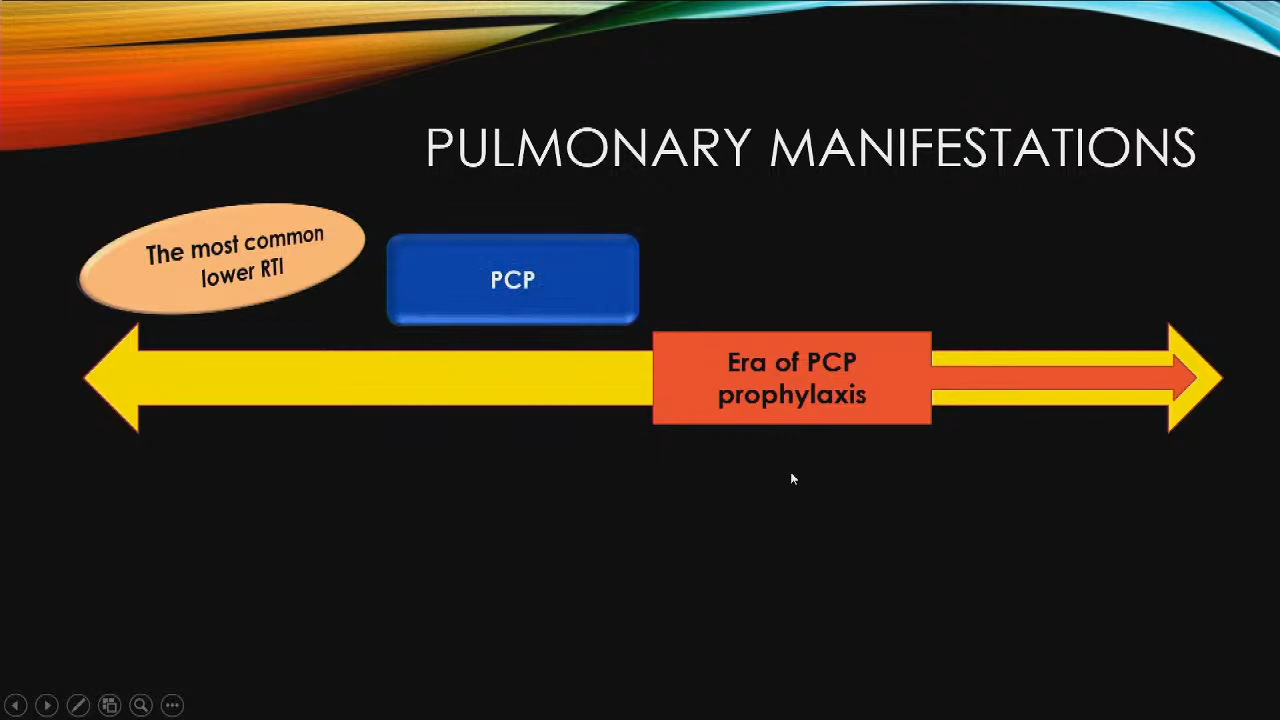 PULMONARY MANIFESTATIONS
The most common
lower RTI
PCP
Era of PCP
prophylaxis